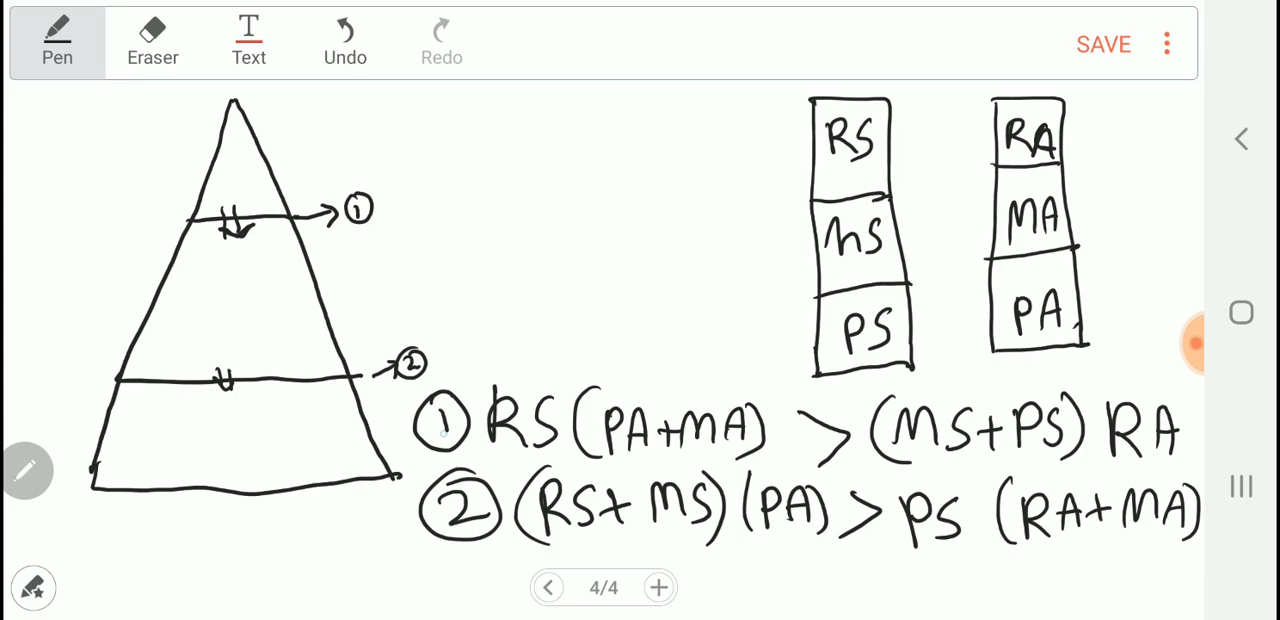 Pen Eraser Text Undo Redo SAVE
T
①
②
RS
MS
PS
RA
MA
PA
① RS (PA+MA) > (MS+PS) RA
② (RS+ MS) (PA) > PS (RA+MA)
4/4